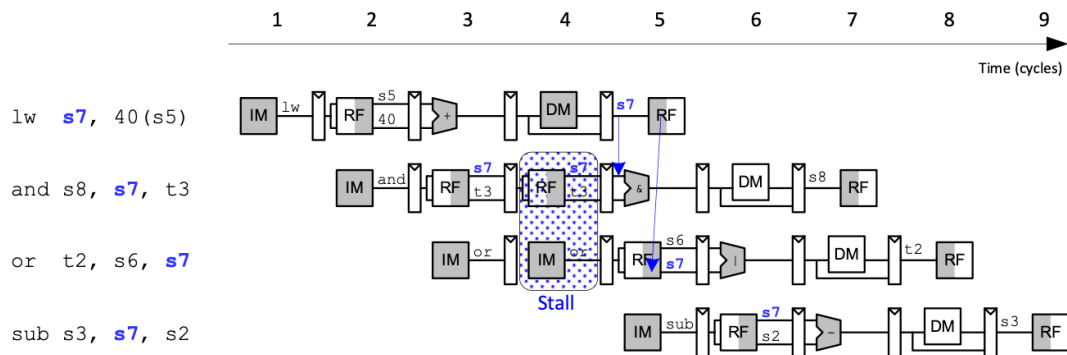 1 2 3 4 5 6 7 8 9
Time (cycles)
lw s7, 40(s5)
IM lw RF s5 40 + DM s7 RF
and s8, s7, t3
IM and RF s7 t3 RF s7 t3 & DM s8 RF
or t2, s6, s7
IM or IM or RF s6 s7 | DM t2 RF
Stall
sub s3, s7, s2
IM sub RF s7 s2 - DM s3 RF